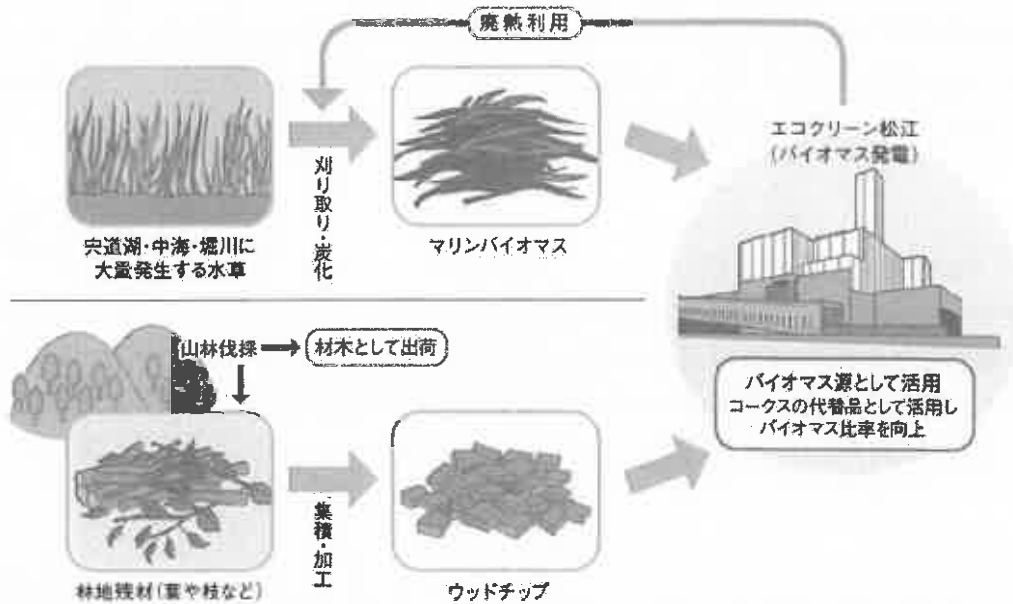 廃熱利用
エコクリーン松江
(バイオマス発電)
刈り取り・炭化
宍道湖・中海・堀川に
大量発生する水草
マリンバイオマス
山林伐採
材木として出荷
バイオマス源として活用
コークスの代替品として活用し
バイオマス比率を向上
集積・加工
林地残材(葉や枝など)
ウッドチップ